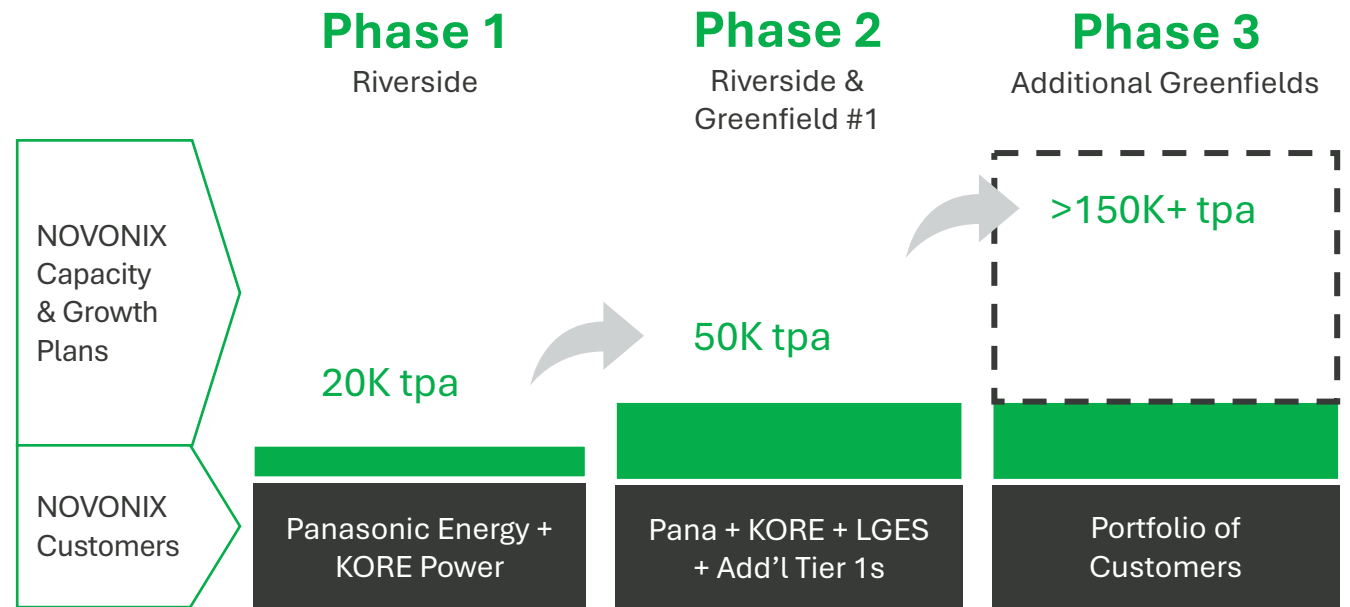 Phase 1
Riverside
Phase 2
Riverside &
Greenfield #1
Phase 3
Additional Greenfields
NOVONIX
Capacity
& Growth
Plans
20K tpa
50K tpa
>150K+ tpa
NOVONIX
Customers
Panasonic Energy +
KORE Power
Pana + KORE + LGES
+ Add’l Tier 1s
Portfolio of
Customers